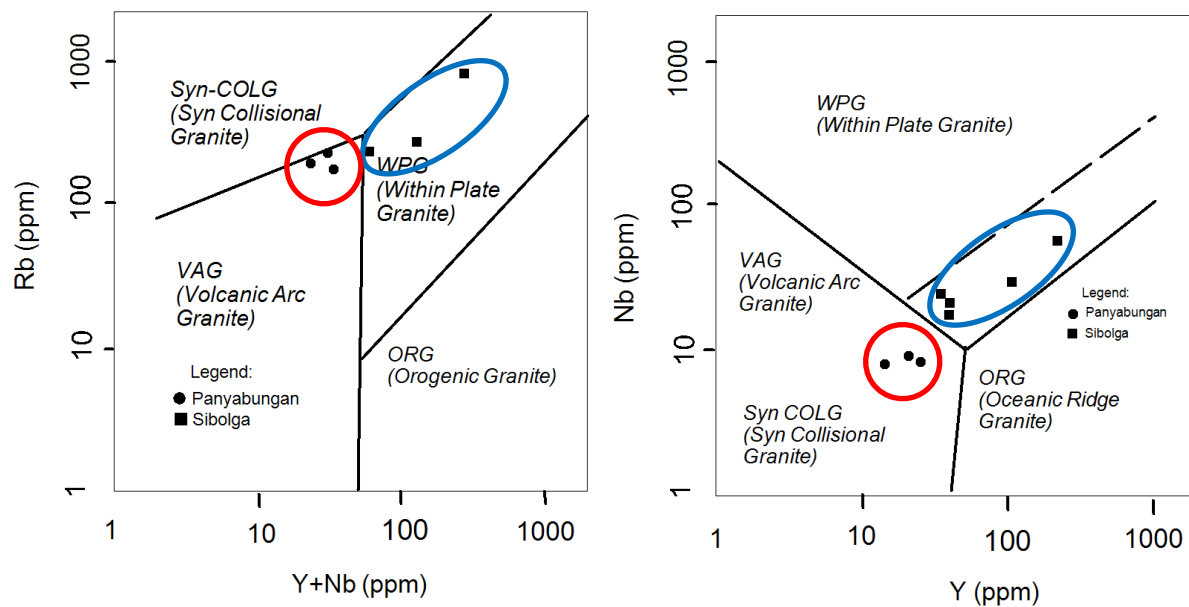 1000
100
10
1
Rb (ppm)
Syn-COLG
(Syn Collisional
Granite)
WPG
(Within Plate
Granite)
VAG
(Volcanic Arc
Granite)
ORG
(Orogenic Granite)
Legend:
Panyabungan
Sibolga
1
10
100
1000
Y+Nb (ppm)
1000
100
10
1
Nb (ppm)
WPG
(Within Plate Granite)
VAG
(Volcanic Arc
Granite)
Legend:
Panyabungan
Sibolga
ORG
(Oceanic Ridge
Granite)
Syn COLG
(Syn Collisional
Granite)
1
10
100
1000
Y (ppm)